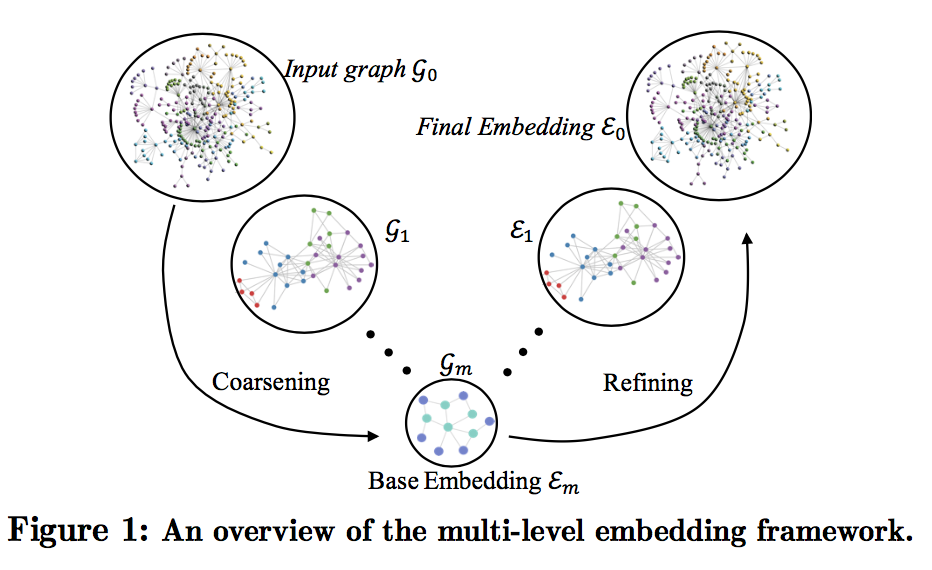 Input graph 𝒢₀
Final Embedding ℰ₀
𝒢₁
ℰ₁
𝒢ₘ
Coarsening
Refining
Base Embedding ℰₘ
Figure 1: An overview of the multi-level embedding framework.